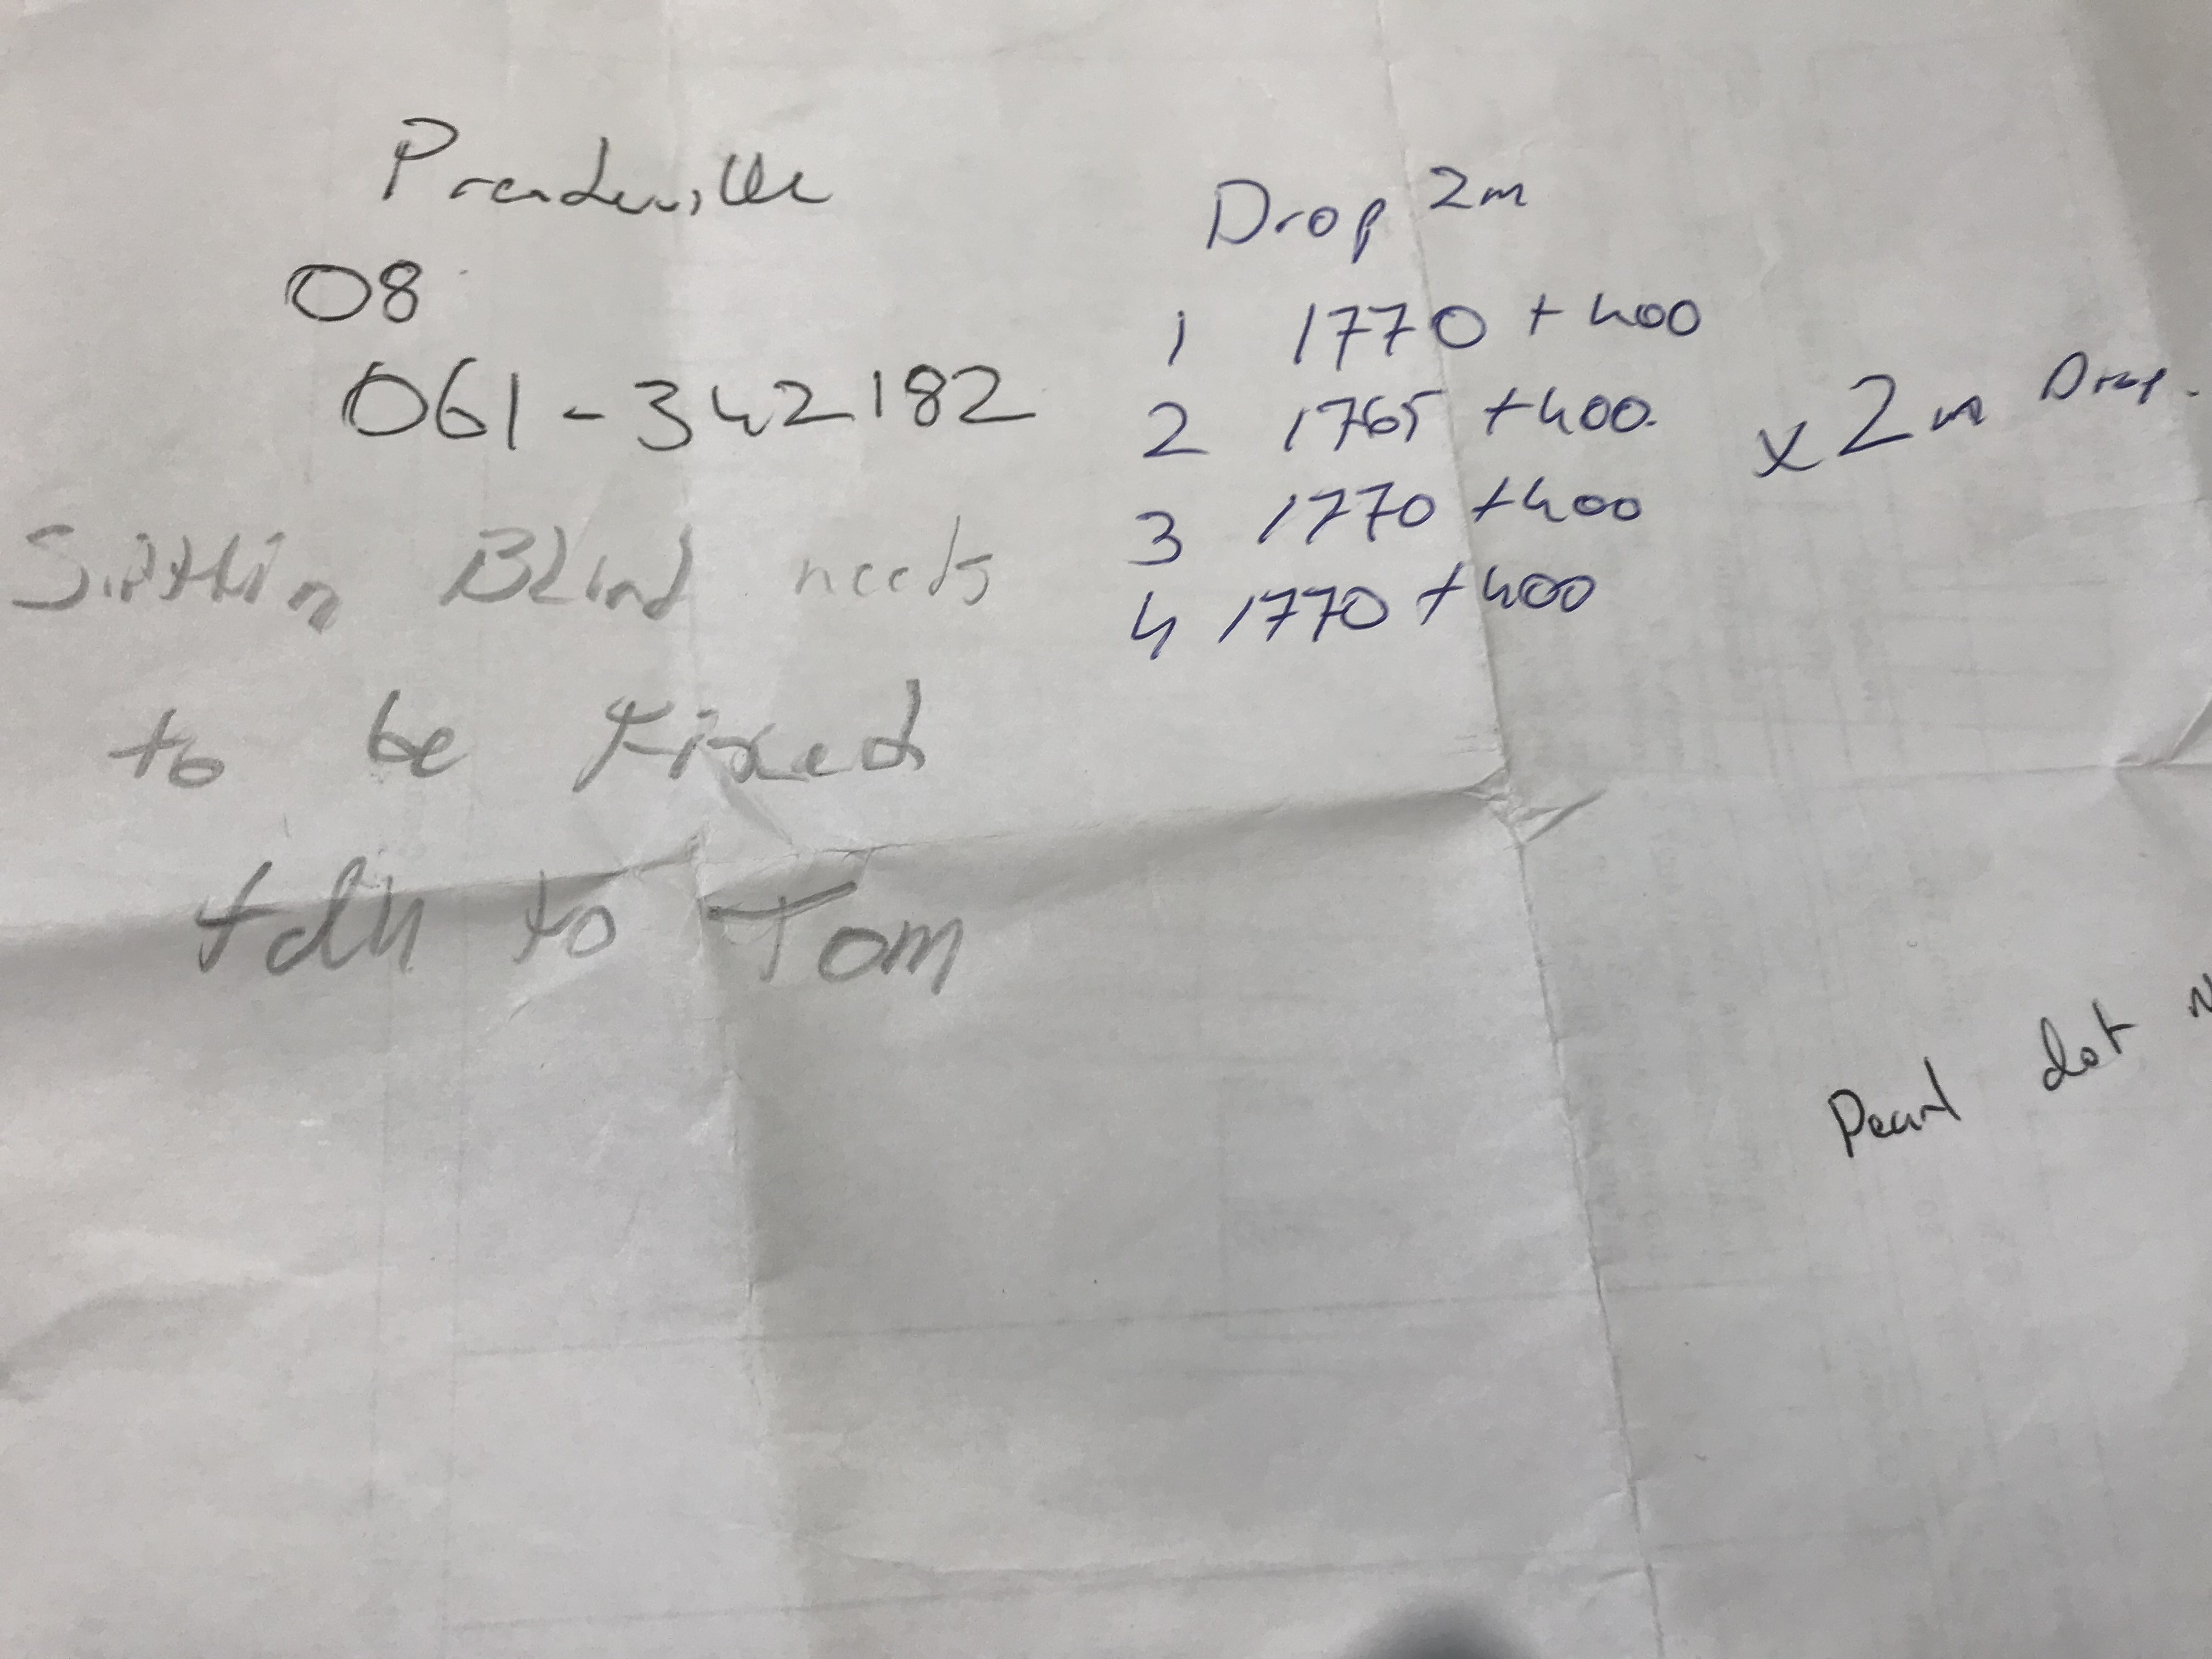 Prendeville
08
061-342182
Blind needs
to be fixed
talk to Tom
Drop 2m
1 1770 + 400
2 1765 + 400.
3 1770 + 400
4 1770 + 400
x 2m Drop.
Pearl dot